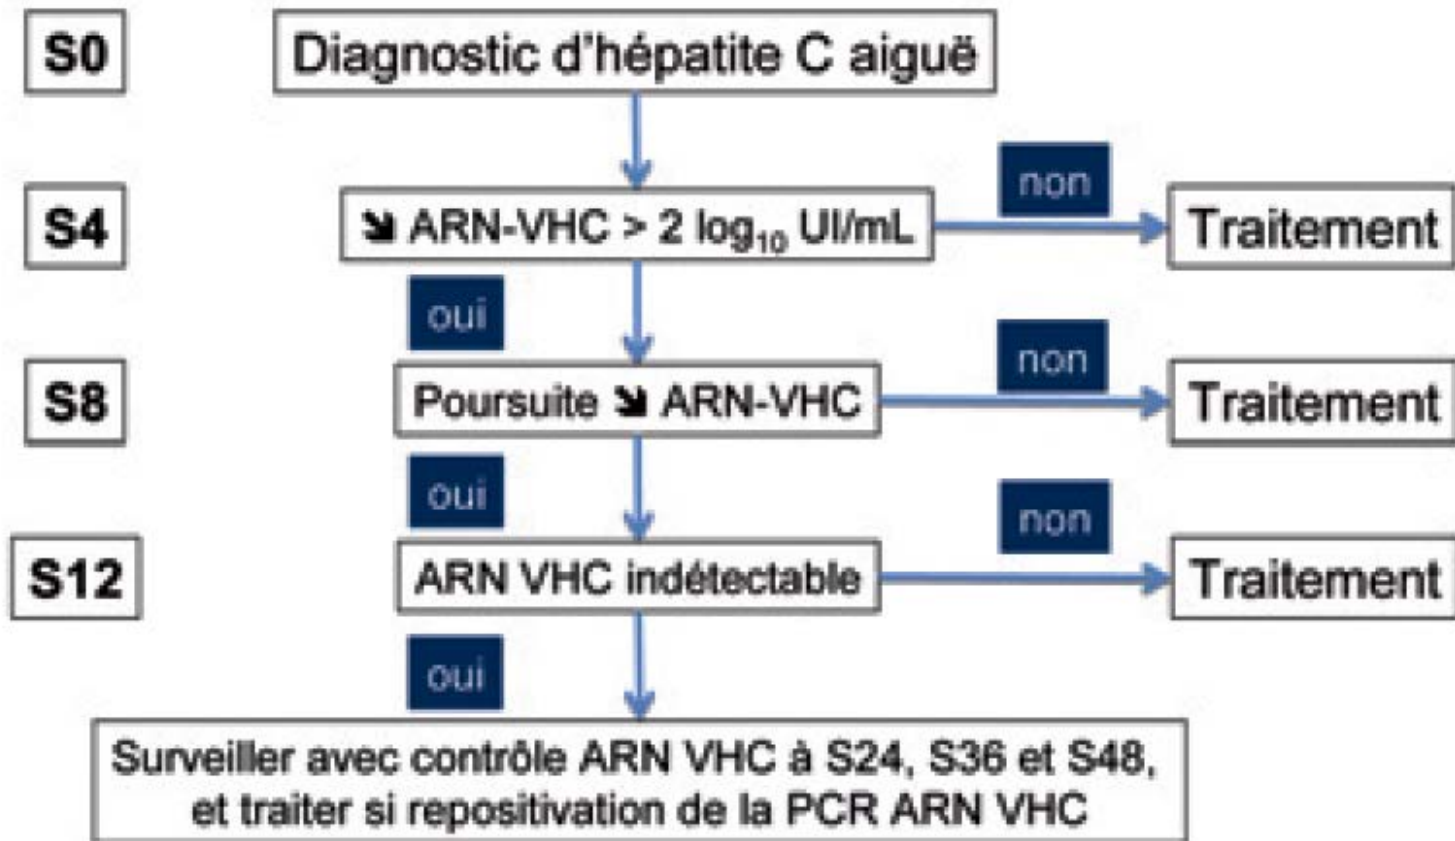 S0
Diagnostic d'hépatite C aiguë
S4
➘ ARN-VHC > 2 log₁₀ UI/mL
non
Traitement
oui
S8
Poursuite ➘ ARN-VHC
non
Traitement
oui
S12
ARN VHC indétectable
non
Traitement
oui
Surveiller avec contrôle ARN VHC à S24, S36 et S48,
et traiter si repositivation de la PCR ARN VHC